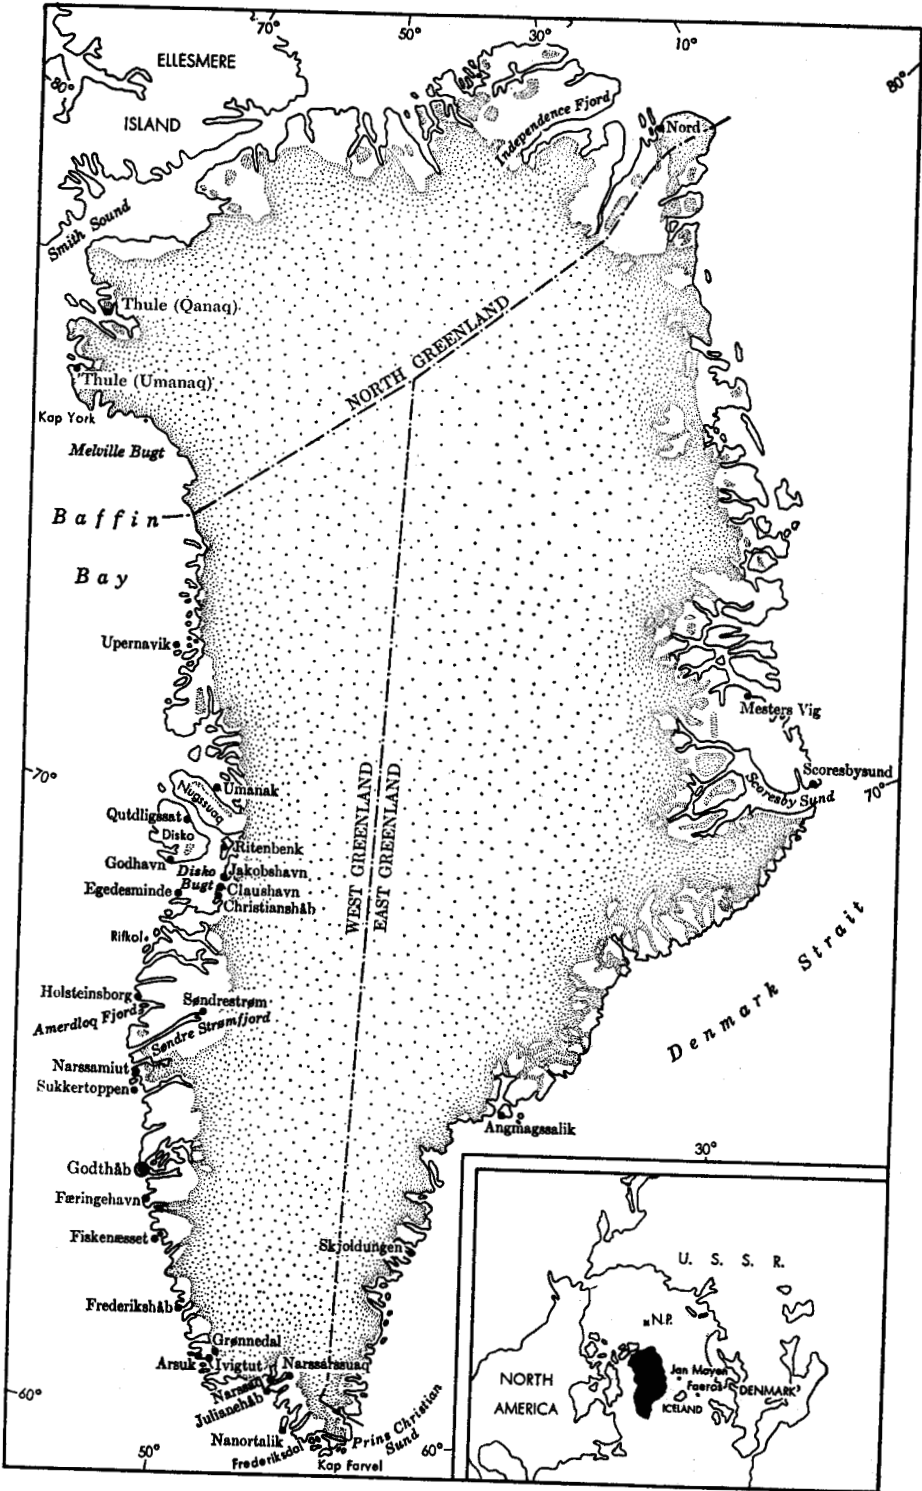 70°
50°
30°
10°
80°
80°
ELLESMERE
ISLAND
Independence Fjord
Nord
Smith Sound
Thule (Qanaq)
NORTH GREENLAND
Thule (Umanaq)
Kap York
Melville Bugt
Baffin
Bay
Upernavik
Mesters Vig
70°
Umanak
Nugssuaq
Scoresbysund
Scoresby Sund
70°
Qutdligssat
Disko
WEST GREENLAND
EAST GREENLAND
Ritenbenk
Godhavn
Disko
Bugt
Jakobshavn
Egedesminde
Claushavn
Christianshåb
Rifkol
Denmark Strait
Holsteinsborg
Søndrestrøm
Amerdloq Fjord
Søndre Strømfjord
Narssamiut
Sukkertoppen
Angmagssalik
30°
Godthåb
Færingehavn
Fiskenæsset
Skjoldungen
Frederikshåb
Grønnedal
Arsuk
Ivigtut
Narssarssuaq
Narssaq
Julianehåb
60°
Nanortalik
Frederiksdal
Kap Farvel
Prins Christian
Sund
50°
60°
U. S. S. R.
N.P.
NORTH
AMERICA
Jan Mayen
Faerøs
ICELAND
DENMARK